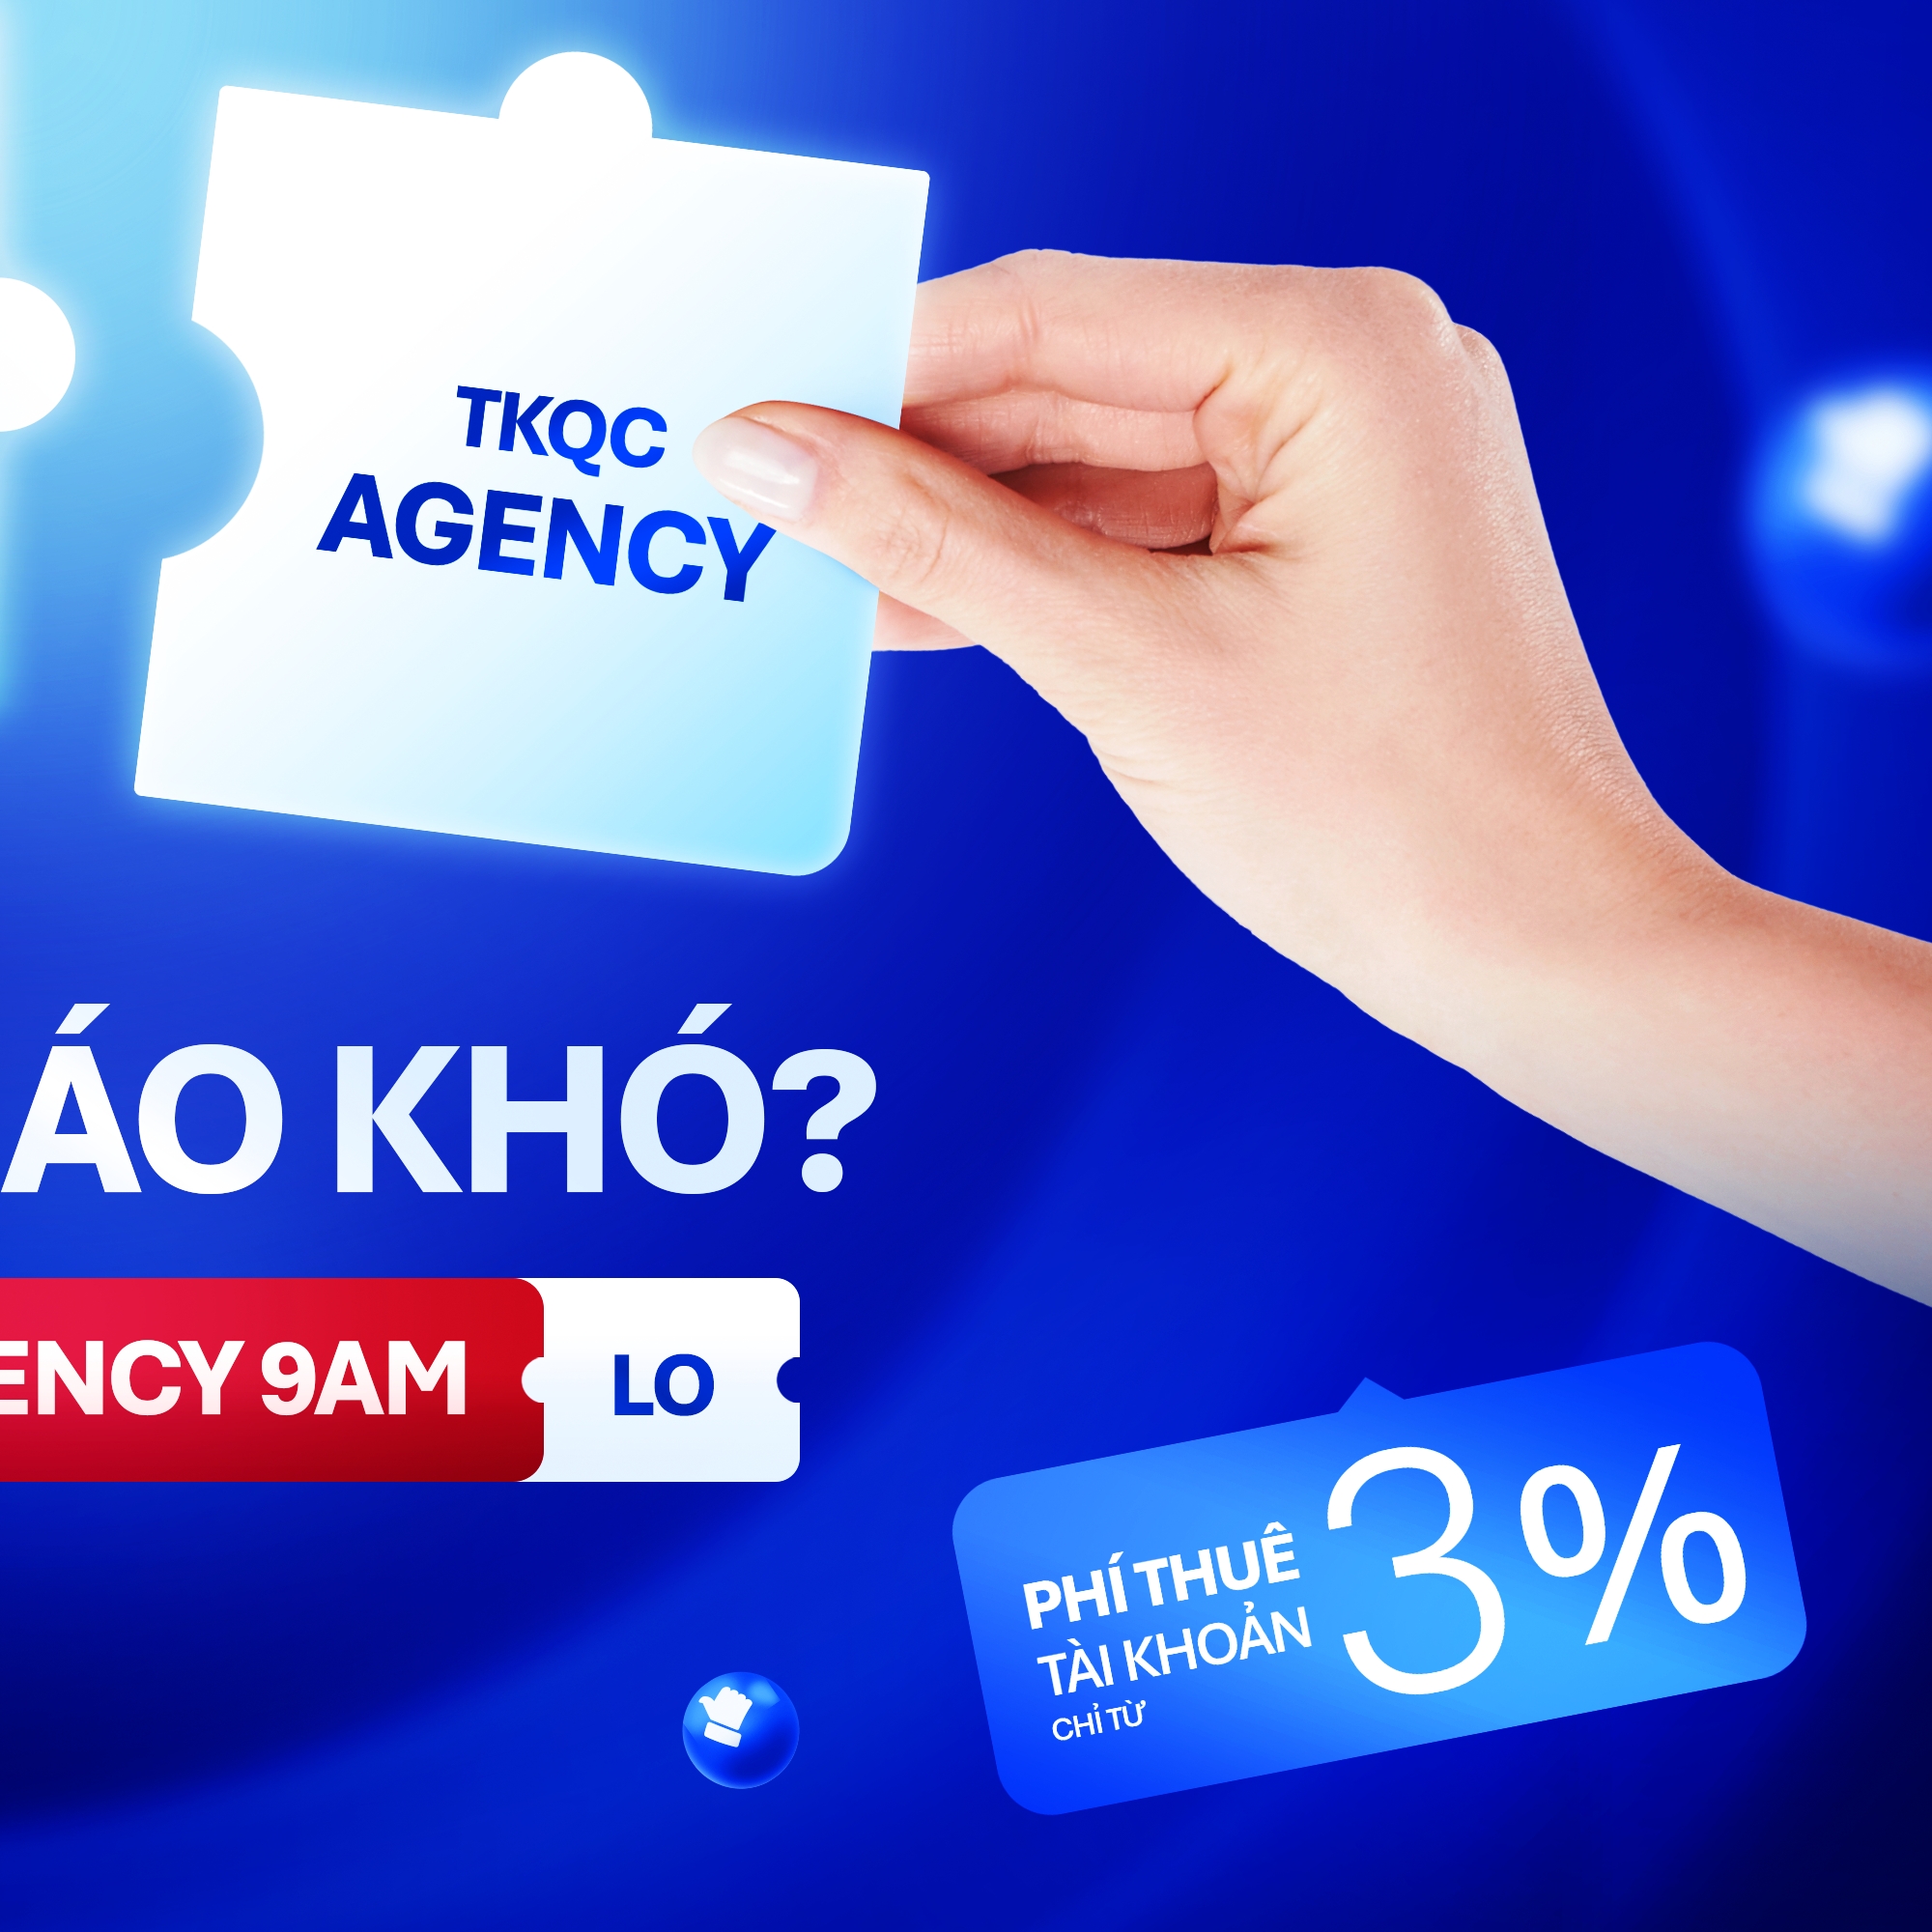 TKQC
AGENCY
ÁO KHÓ?
ENCY 9AM
LO
PHÍ THUÊ
TÀI KHOẢN
CHỈ TỪ
3%